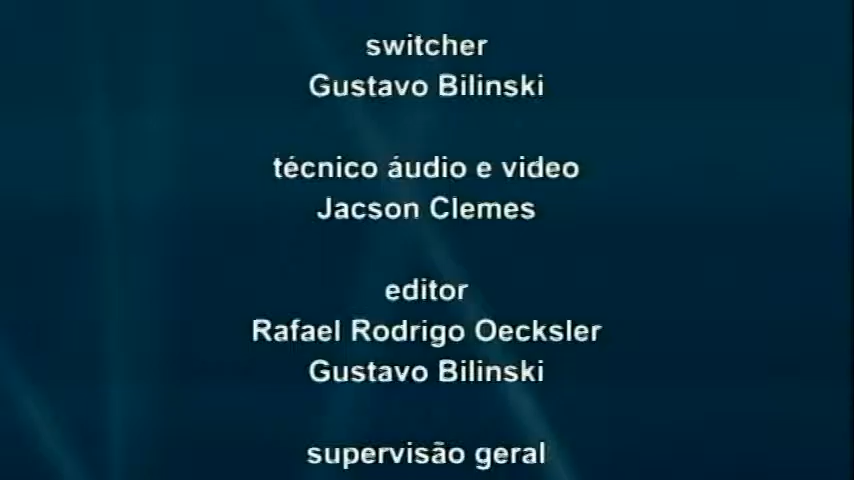 switcher
Gustavo Bilinski
técnico áudio e video
Jacson Clemes
editor
Rafael Rodrigo Oecksler
Gustavo Bilinski
supervisão geral